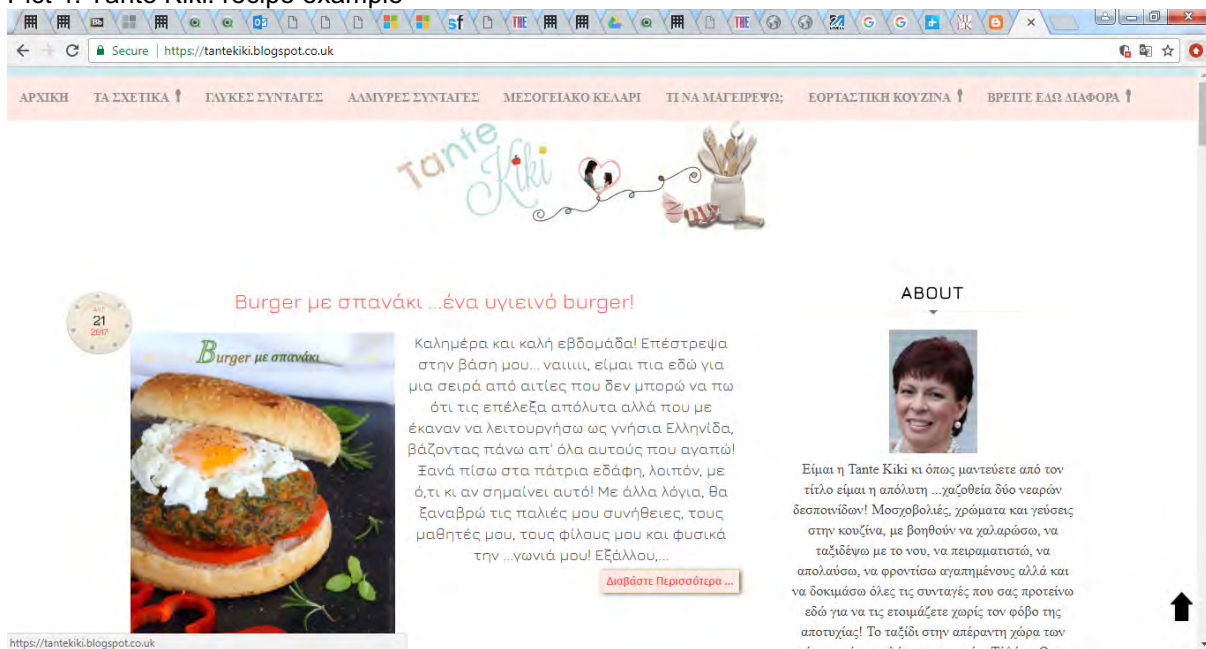 Pict 4: Tante Kiki: recipe example
Secure | https://tantekiki.blogspot.co.uk
ΑΡΧΙΚΗ ΤΑ ΣΧΕΤΙΚΑ ΓΛΥΚΕΣ ΣΥΝΤΑΓΕΣ ΑΛΜΥΡΕΣ ΣΥΝΤΑΓΕΣ ΜΕΣΟΓΕΙΑΚΟ ΚΕΛΑΡΙ ΤΙ ΝΑ ΜΑΓΕΙΡΕΨΩ; ΕΟΡΤΑΣΤΙΚΗ ΚΟΥΖΙΝΑ ΒΡΕΙΤΕ ΕΔΩ ΔΙΑΦΟΡΑ
Tante
Kiki
21
2017
Burger με σπανάκι ...ένα υγιεινό burger!
Burger με σπανάκι
Καλημέρα και καλή εβδομάδα! Επέστρεψα
στην βάση μου... ναιιιιι, είμαι πια εδώ για
μια σειρά από αιτίες που δεν μπορώ να πω
ότι τις επέλεξα απόλυτα αλλά που με
έκαναν να λειτουργήσω ως γνήσια Ελληνίδα,
βάζοντας πάνω απ' όλα αυτούς που αγαπώ!
Ξανά πίσω στα πάτρια εδάφη, λοιπόν, με
ό,τι κι αν σημαίνει αυτό! Με άλλα λόγια, θα
ξαναβρώ τις παλιές μου συνήθειες, τους
μαθητές μου, τους φίλους μου και φυσικά
την ...γωνιά μου! Εξάλλου,...
Διαβάστε Περισσότερα ...
ABOUT
Είμαι η Tante Kiki κι όπως μαντεύετε από τον
τίτλο είμαι η απόλυτη ...χαζοθεία δύο νεαρών
δεσποινίδων! Μοσχοβολιές, χρώματα και γεύσεις
στην κουζίνα, με βοηθούν να χαλαρώσω, να
ταξιδέψω με το νου, να πειραματιστώ, να
απολαύσω, να φροντίσω αγαπημένους αλλά και
να δοκιμάσω όλες τις συνταγές που σας προτείνω
εδώ για να τις ετοιμάζετε χωρίς τον φόβο της
αποτυχίας! Το ταξίδι στην απέραντη χώρα των
https://tantekiki.blogspot.co.uk